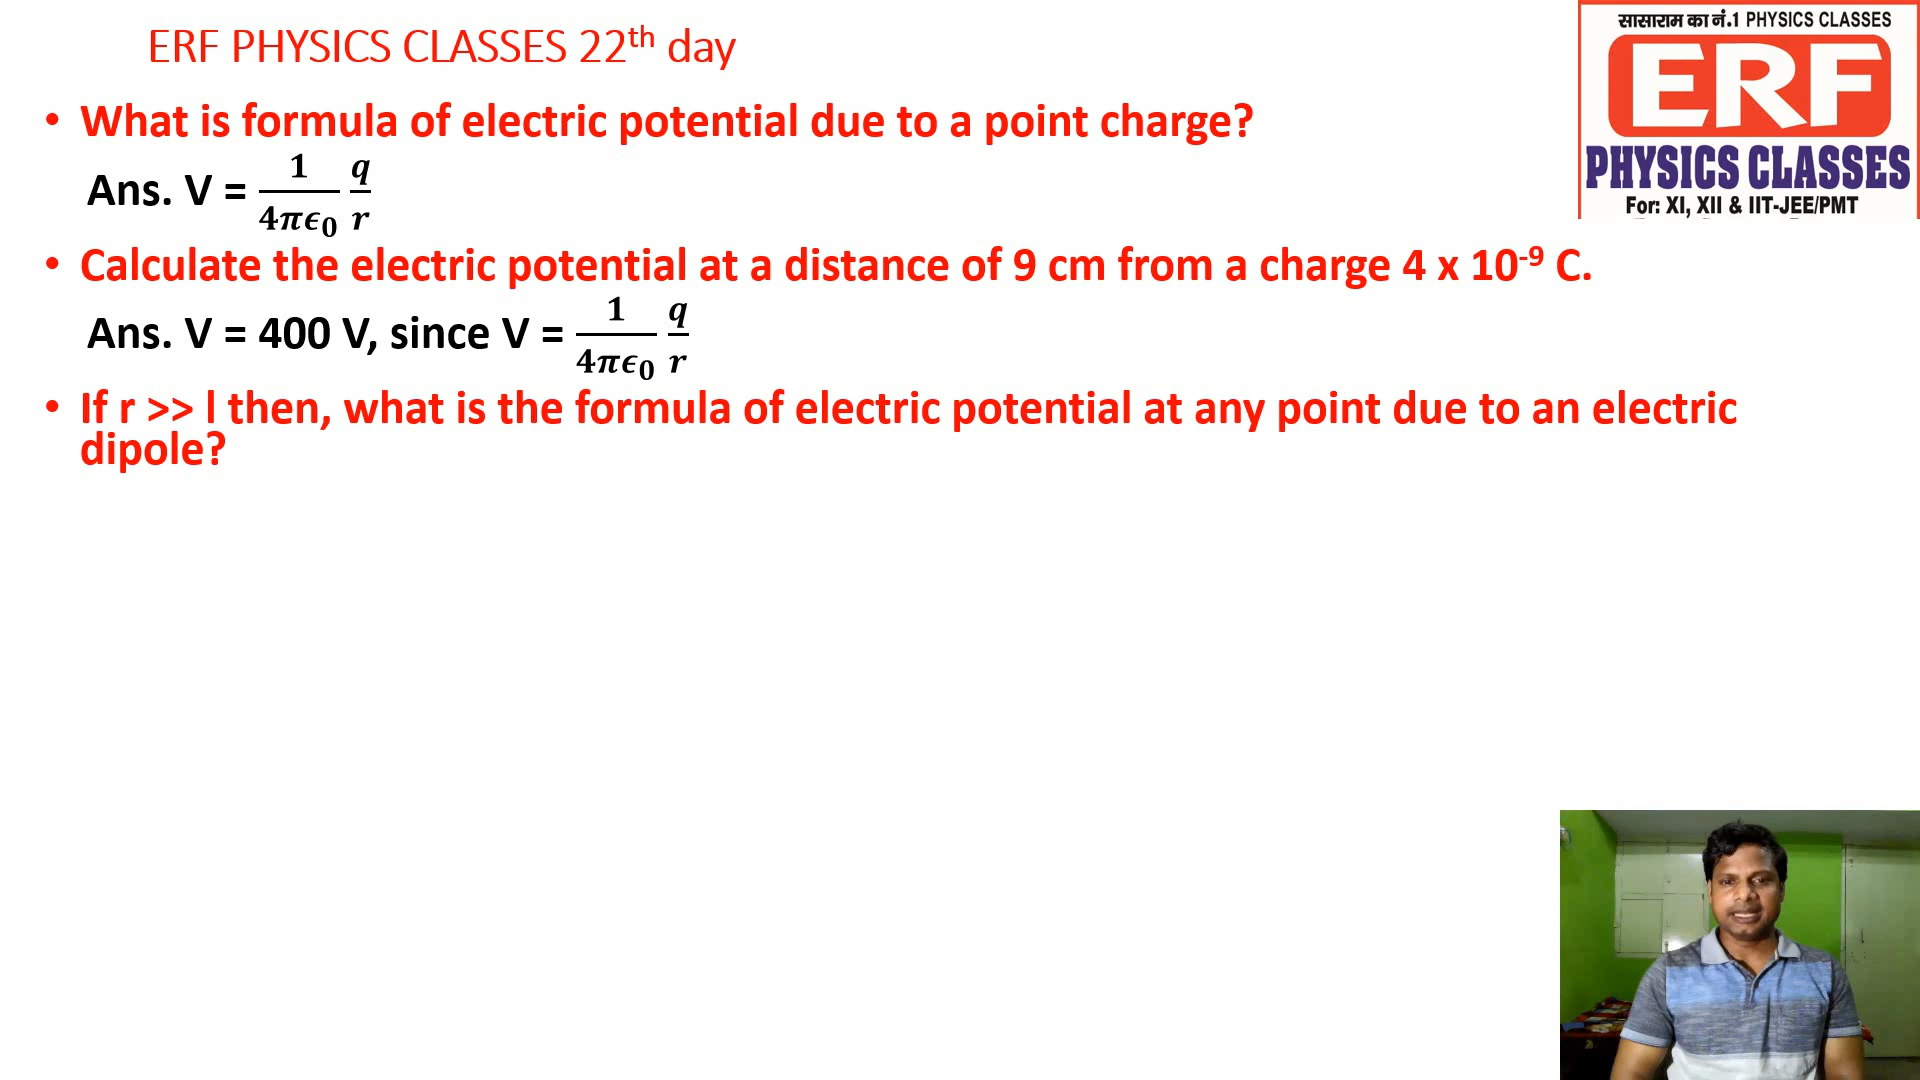 ERF PHYSICS CLASSES 22th day
सासाराम का नं.1 PHYSICS CLASSES
ERF
PHYSICS CLASSES
For: XI, XII & IIT-JEE/PMT
• What is formula of electric potential due to a point charge?
Ans. V = 1/4πϵ₀ q/r
• Calculate the electric potential at a distance of 9 cm from a charge 4 x 10⁻⁹ C.
Ans. V = 400 V, since V = 1/4πϵ₀ q/r
• If r >> l then, what is the formula of electric potential at any point due to an electric
dipole?